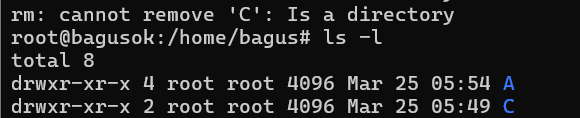 rm: cannot remove 'C': Is a directory
root@bagusok:/home/bagus# ls -l
total 8
drwxr-xr-x 4 root root 4096 Mar 25 05:54 A
drwxr-xr-x 2 root root 4096 Mar 25 05:49 C